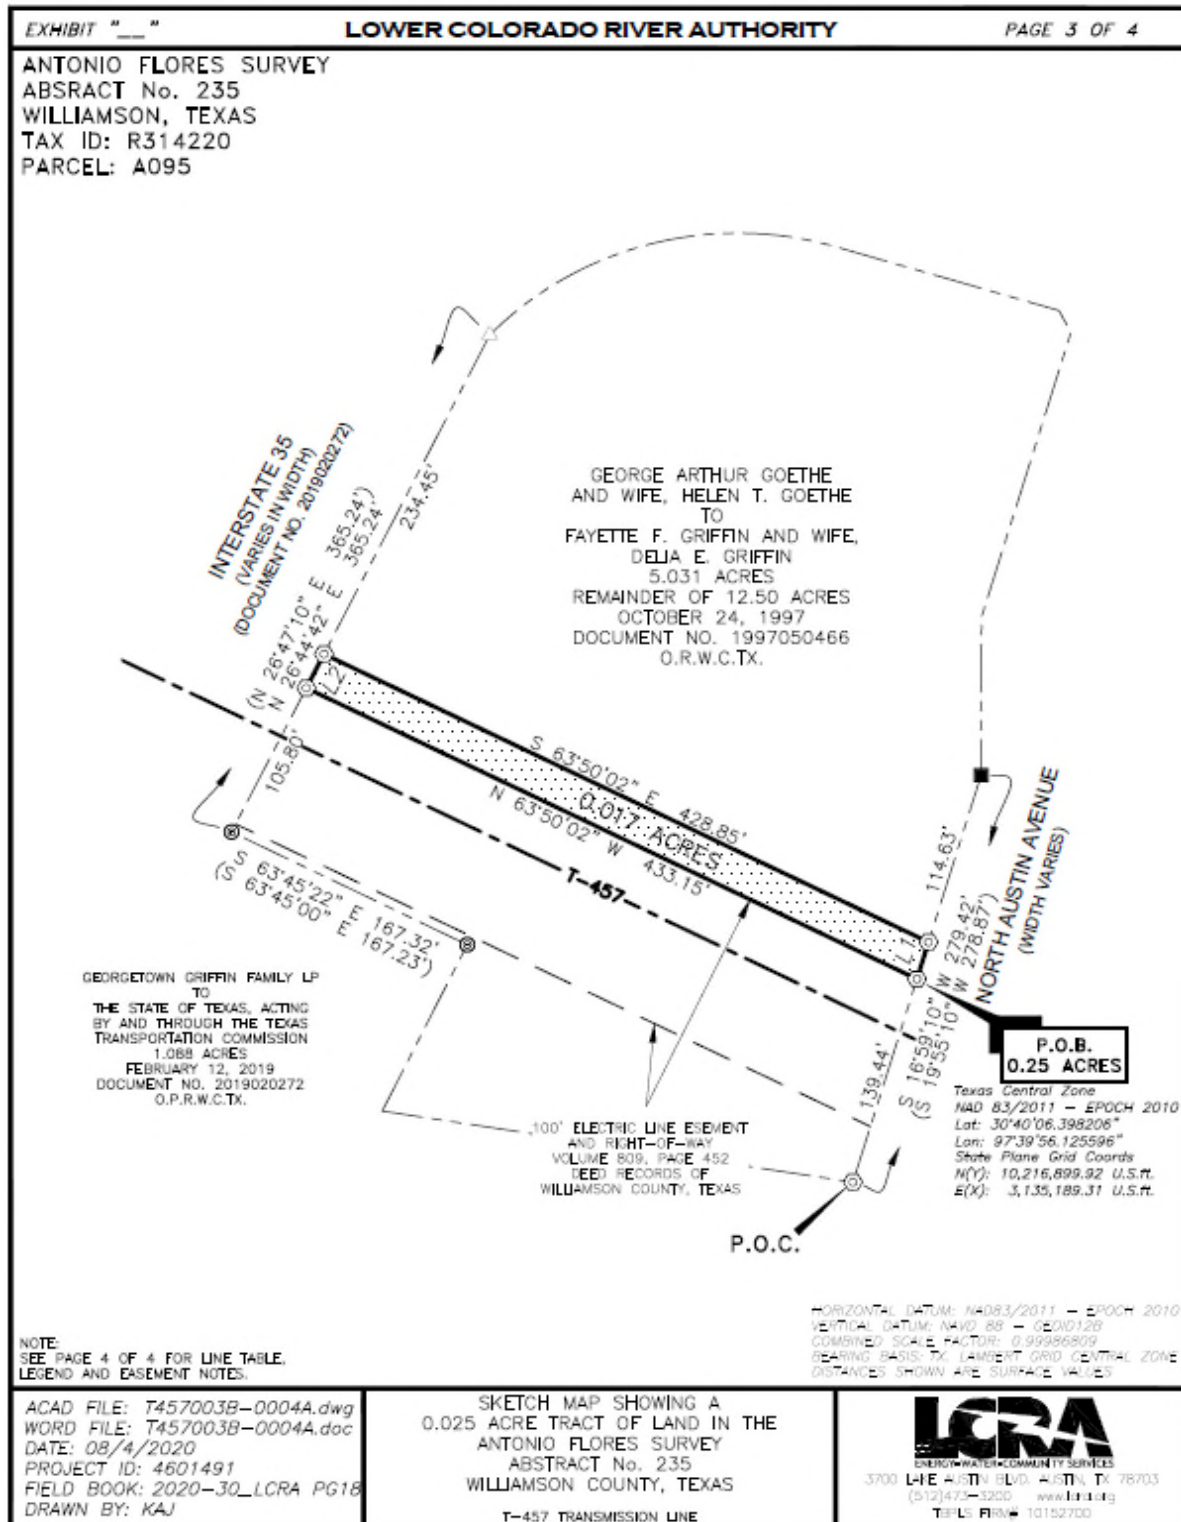 EXHIBIT "__"
LOWER COLORADO RIVER AUTHORITY
PAGE 3 OF 4
ANTONIO FLORES SURVEY
ABSRACT No. 235
WILLIAMSON, TEXAS
TAX ID: R314220
PARCEL: A095
INTERSTATE 35
(VARIES IN WIDTH)
(DOCUMENT NO. 2019020272)
(N 26°47'10" E 365.24')
N 26°44'42" E 365.24'
234.45'
GEORGE ARTHUR GOETHE
AND WIFE, HELEN T. GOETHE
TO
FAYETTE F. GRIFFIN AND WIFE,
DELIA E. GRIFFIN
5.031 ACRES
REMAINDER OF 12.50 ACRES
OCTOBER 24, 1997
DOCUMENT NO. 1997050466
O.R.W.C.TX.
L2
105.80'
S 63°50'02" E 428.85'
0.017 ACRES
N 63°50'02" W 433.15'
T-457
L1
114.63'
NORTH AUSTIN AVENUE
(WIDTH VARIES)
S 16°59'10" W 279.42'
(S 19°55'10" W 278.87')
139.44'
S 63°45'22" E 167.32'
(S 63°45'00" E 167.23')
GEORGETOWN GRIFFIN FAMILY LP
TO
THE STATE OF TEXAS, ACTING
BY AND THROUGH THE TEXAS
TRANSPORTATION COMMISSION
1.088 ACRES
FEBRUARY 12, 2019
DOCUMENT NO. 2019020272
O.P.R.W.C.TX.
P.O.B.
0.25 ACRES
Texas Central Zone
NAD 83/2011 - EPOCH 2010
Lat: 30°40'06.398206"
Lon: 97°39'56.125596"
State Plane Grid Coords
N(Y): 10,216,899.92 U.S.ft.
E(X): 3,135,189.31 U.S.ft.
100' ELECTRIC LINE ESEMENT
AND RIGHT-OF-WAY
VOLUME 809, PAGE 452
DEED RECORDS OF
WILLIAMSON COUNTY, TEXAS
P.O.C.
HORIZONTAL DATUM: NAD83/2011 - EPOCH 2010
VERTICAL DATUM: NAVD 88 - GEOID12B
COMBINED SCALE FACTOR: 0.99986809
BEARING BASIS: TX. LAMBERT GRID CENTRAL ZONE
DISTANCES SHOWN ARE SURFACE VALUES
NOTE:
SEE PAGE 4 OF 4 FOR LINE TABLE,
LEGEND AND EASEMENT NOTES.
ACAD FILE: T457003B-0004A.dwg
WORD FILE: T457003B-0004A.doc
DATE: 08/4/2020
PROJECT ID: 4601491
FIELD BOOK: 2020-30_LCRA PG18
DRAWN BY: KAJ
SKETCH MAP SHOWING A
0.025 ACRE TRACT OF LAND IN THE
ANTONIO FLORES SURVEY
ABSTRACT No. 235
WILLIAMSON COUNTY, TEXAS
T-457 TRANSMISSION LINE
LCRA
ENERGY•WATER•COMMUNITY SERVICES
3700 LAKE AUSTIN BLVD. AUSTIN, TX 78703
(512)473-3200 www.lcra.org
TBPLS FIRM# 10152700